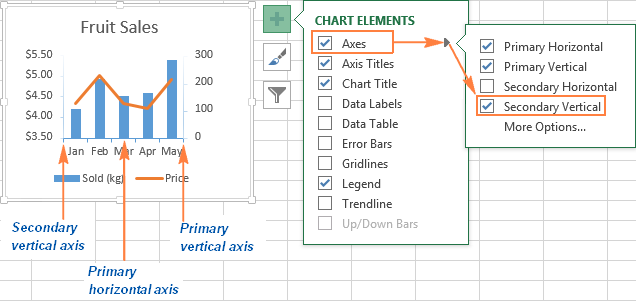 Fruit Sales
$5.50
$5.00
$4.50
$4.00
$3.50
300
200
100
0
Jan Feb Mar Apr May
Sold (kg) Price
Secondary
vertical axis
Primary
horizontal axis
Primary
vertical axis
CHART ELEMENTS
Axes
Axis Titles
Chart Title
Data Labels
Data Table
Error Bars
Gridlines
Legend
Trendline
Up/Down Bars
Primary Horizontal
Primary Vertical
Secondary Horizontal
Secondary Vertical
More Options...